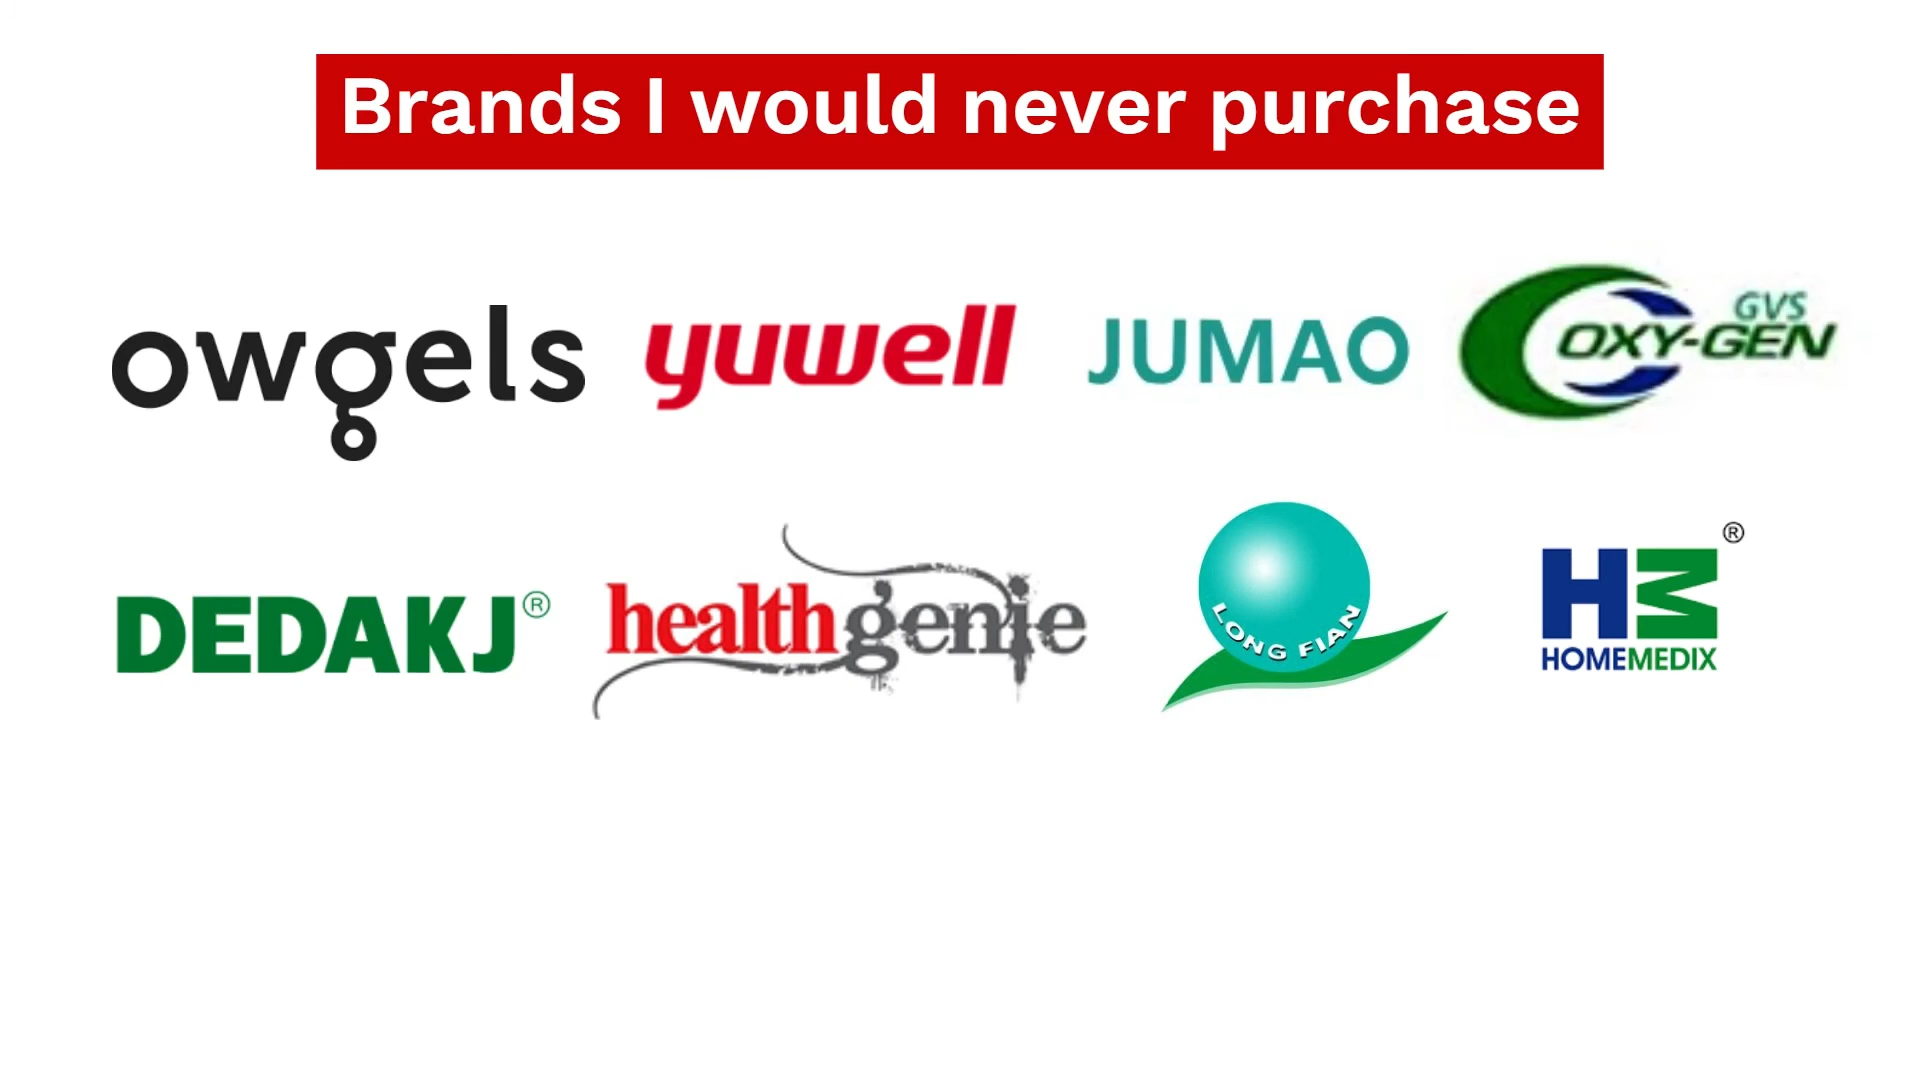 Brands I would never purchase
owgels
yuwell
JUMAO
GVS
OXY-GEN
DEDAKJ®
healthgenie
LONG FIAN
HM®
HOMEMEDIX